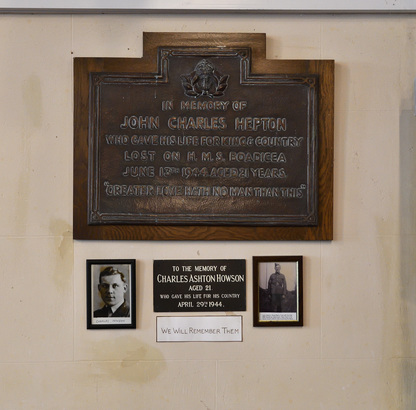 IN MEMORY OF
JOHN CHARLES HEPTON
WHO GAVE HIS LIFE FOR KING & COUNTRY
LOST ON H.M.S. BOADICEA
JUNE 13TH 1944. AGED 21 YEARS.
"GREATER LOVE HATH NO MAN THAN THIS"
TO THE MEMORY OF
CHARLES ASHTON HOWSON
AGED 21
WHO GAVE HIS LIFE FOR HIS COUNTRY
APRIL 29TH 1944.
WE WILL REMEMBER THEM